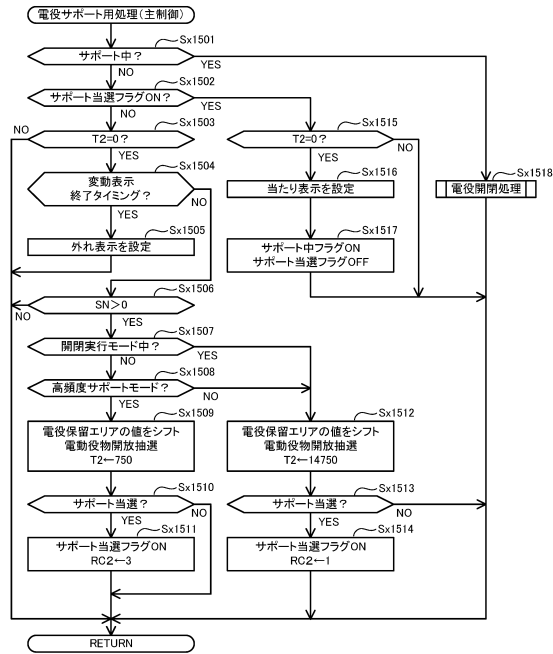 電役サポート用処理(主制御)
Sx1501
サポート中?
YES
NO
Sx1502
サポート当選フラグON?
YES
NO
Sx1503
NO
T2=0?
YES
Sx1515
T2=0?
NO
YES
Sx1504
変動表示
終了タイミング?
NO
YES
Sx1516
当たり表示を設定
Sx1518
電役開閉処理
Sx1505
外れ表示を設定
Sx1517
サポート中フラグON
サポート当選フラグOFF
Sx1506
SN>0
NO
YES
Sx1507
開閉実行モード中?
YES
NO
Sx1508
高頻度サポートモード?
NO
YES
Sx1509
電役保留エリアの値をシフト
電動役物開放抽選
T2←750
Sx1512
電役保留エリアの値をシフト
電動役物開放抽選
T2←14750
Sx1510
サポート当選?
NO
YES
Sx1513
サポート当選?
NO
YES
Sx1511
サポート当選フラグON
RC2←3
Sx1514
サポート当選フラグON
RC2←1
RETURN